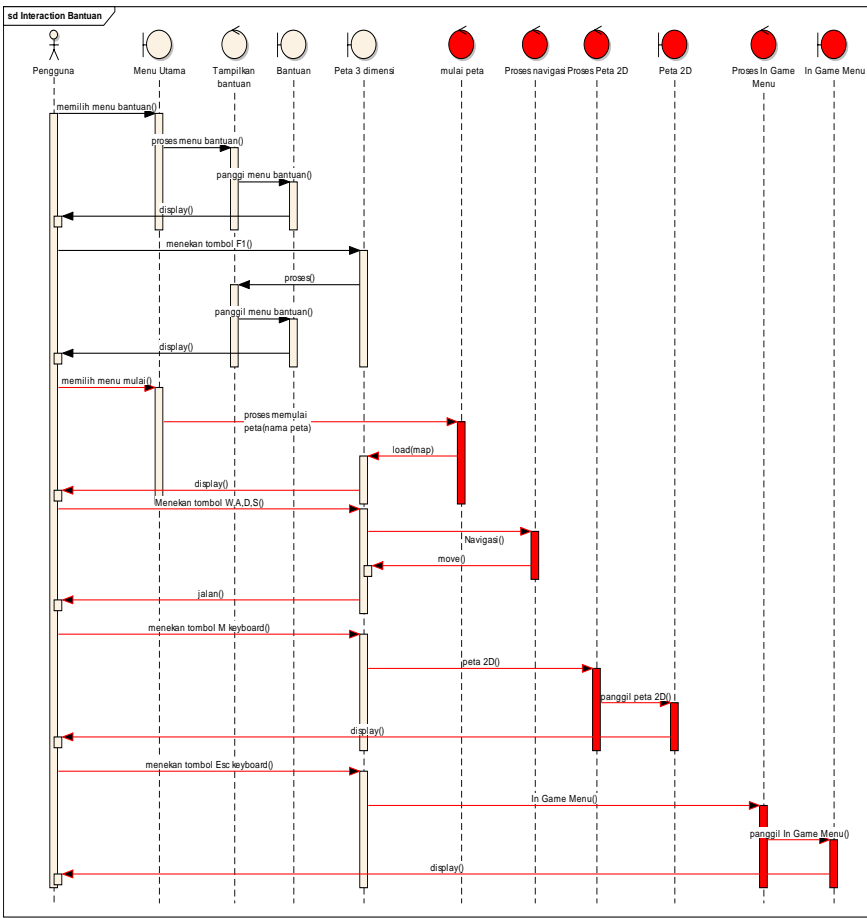 sd Interaction Bantuan
Pengguna
Menu Utama
Tampilkan
bantuan
Bantuan
Peta 3 dimensi
mulai peta
Proses navigasi
Proses Peta 2D
Peta 2D
Proses In Game
Menu
In Game Menu
memilih menu bantuan()
proses menu bantuan()
panggi menu bantuan()
display()
menekan tombol F1()
proses()
panggil menu bantuan()
display()
memilih menu mulai()
proses memulai
peta(nama peta)
load(map)
display()
Menekan tombol W,A,D,S()
Navigasi()
move()
jalan()
menekan tombol M keyboard()
peta 2D()
panggil peta 2D()
display()
menekan tombol Esc keyboard()
In Game Menu()
panggil In Game Menu()
display()